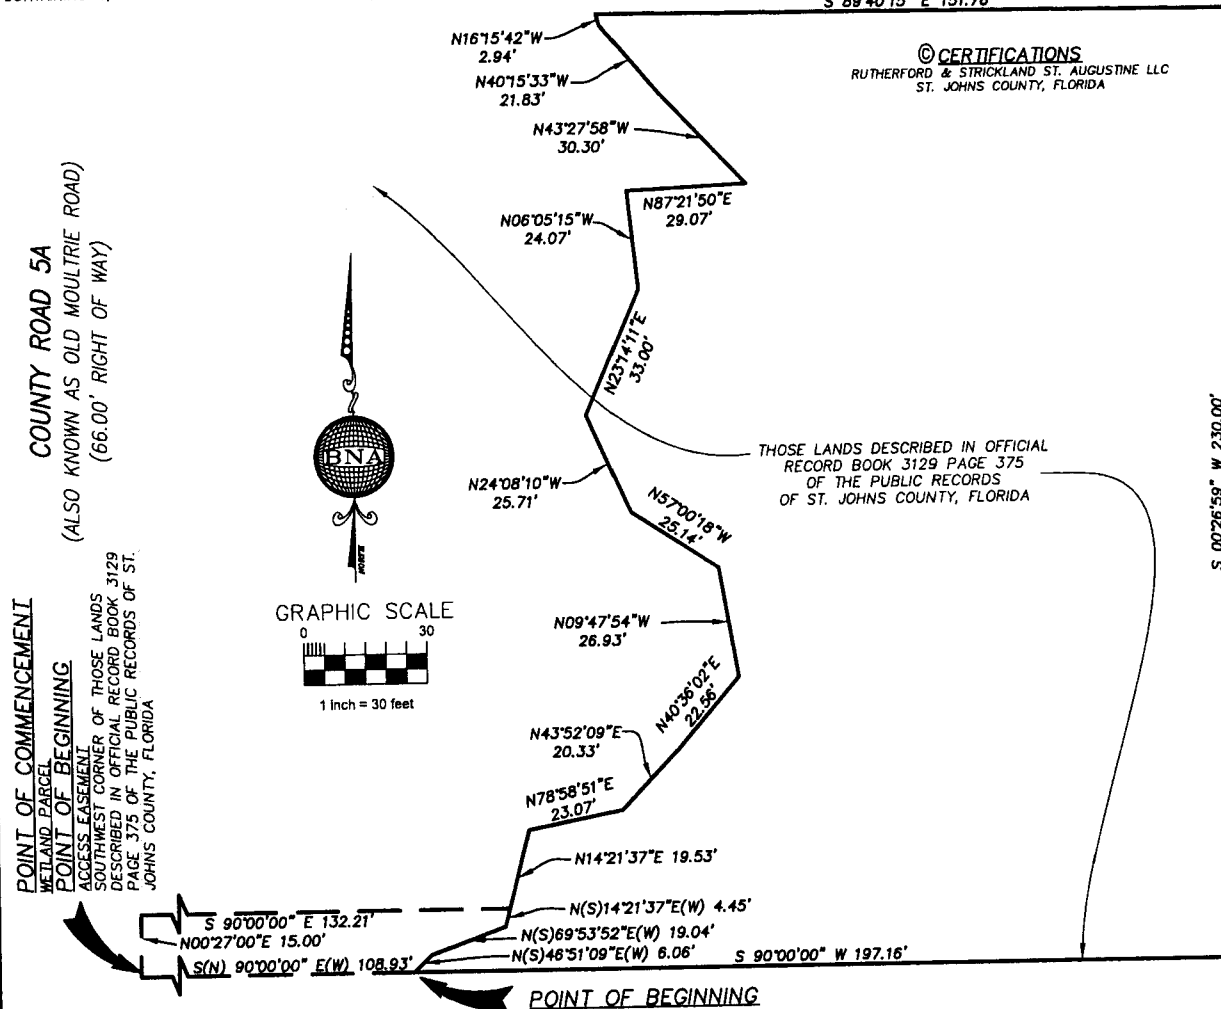 S 89°40'15" E 151.76'
N16°15'42"W
2.94'
© CERTIFICATIONS
RUTHERFORD & STRICKLAND ST. AUGUSTINE LLC
ST. JOHNS COUNTY, FLORIDA
N40°15'33"W
21.83'
N43°27'58"W
30.30'
N87°21'50"E
29.07'
N06°05'15"W
24.07'
COUNTY ROAD 5A
(ALSO KNOWN AS OLD MOULTRIE ROAD)
(66.00' RIGHT OF WAY)
N23°14'11"E
33.00'
BNA
NORTH
THOSE LANDS DESCRIBED IN OFFICIAL
RECORD BOOK 3129 PAGE 375
OF THE PUBLIC RECORDS
OF ST. JOHNS COUNTY, FLORIDA
S 00°26'59" W 230.00'
N24°08'10"W
25.71'
N57°00'18"W
25.14'
GRAPHIC SCALE
0 30
1 inch = 30 feet
N09°47'54"W
26.93'
N40°36'02"E
22.56'
N43°52'09"E
20.33'
N78°58'51"E
23.07'
POINT OF COMMENCEMENT
WETLAND PARCEL
POINT OF BEGINNING
ACCESS EASEMENT
SOUTHWEST CORNER OF THOSE LANDS
DESCRIBED IN OFFICIAL RECORD BOOK 3129
PAGE 375 OF THE PUBLIC RECORDS OF ST.
JOHNS COUNTY, FLORIDA
N14°21'37"E 19.53'
N(S)14°21'37"E(W) 4.45'
S 90°00'00" E 132.21'
N(S)69°53'52"E(W) 19.04'
N00°27'00"E 15.00'
N(S)46°51'09"E(W) 6.06'
S 90°00'00" W 197.16'
S(N) 90°00'00" E(W) 108.93'
POINT OF BEGINNING